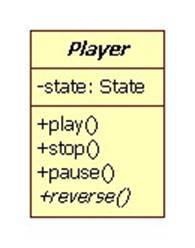 Player
-state: State
+play()
+stop()
+pause()
+reverse()